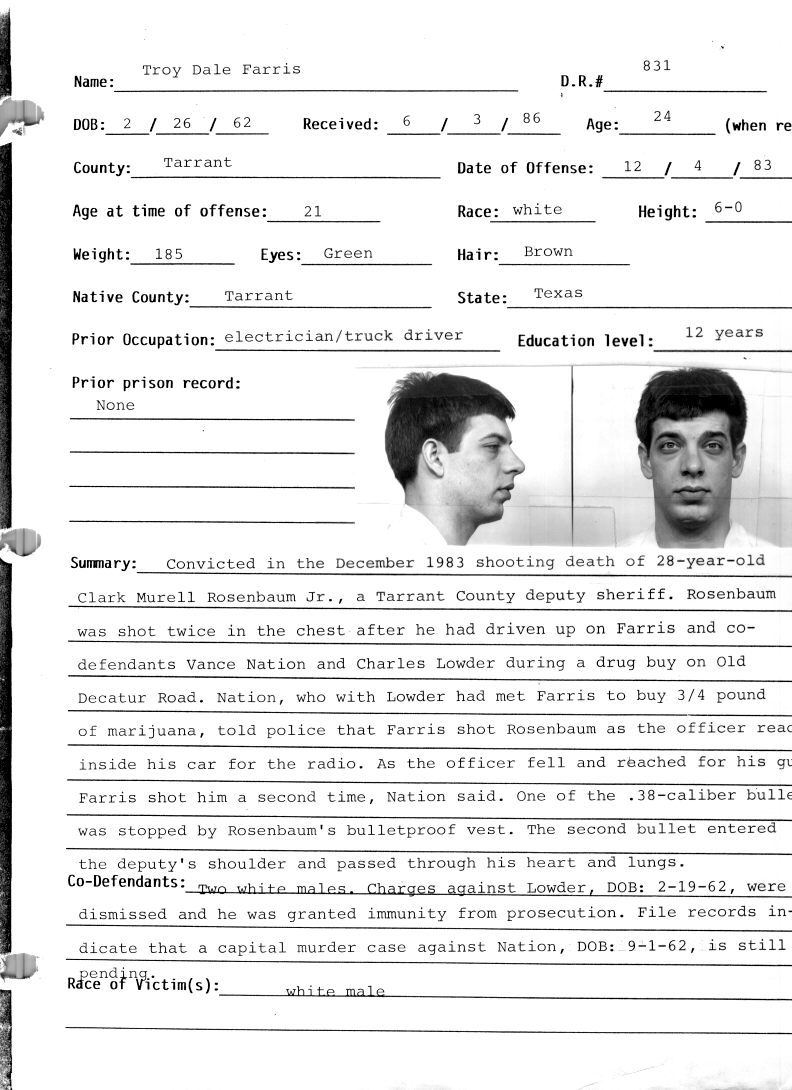 Name: Troy Dale Farris D.R.# 831
DOB: 2 / 26 / 62 Received: 6 / 3 / 86 Age: 24 (when re
County: Tarrant Date of Offense: 12 / 4 / 83
Age at time of offense: 21 Race: white Height: 6-0
Weight: 185 Eyes: Green Hair: Brown
Native County: Tarrant State: Texas
Prior Occupation: electrician/truck driver Education level: 12 years
Prior prison record:
None
Summary: Convicted in the December 1983 shooting death of 28-year-old
Clark Murell Rosenbaum Jr., a Tarrant County deputy sheriff. Rosenbaum
was shot twice in the chest after he had driven up on Farris and co-
defendants Vance Nation and Charles Lowder during a drug buy on Old
Decatur Road. Nation, who with Lowder had met Farris to buy 3/4 pound
of marijuana, told police that Farris shot Rosenbaum as the officer reac
inside his car for the radio. As the officer fell and reached for his gu
Farris shot him a second time, Nation said. One of the .38-caliber bulle
was stopped by Rosenbaum's bulletproof vest. The second bullet entered
the deputy's shoulder and passed through his heart and lungs.
Co-Defendants: Two white males. Charges against Lowder, DOB: 2-19-62, were
dismissed and he was granted immunity from prosecution. File records in-
dicate that a capital murder case against Nation, DOB: 9-1-62, is still
pending.
Race of Victim(s): white male